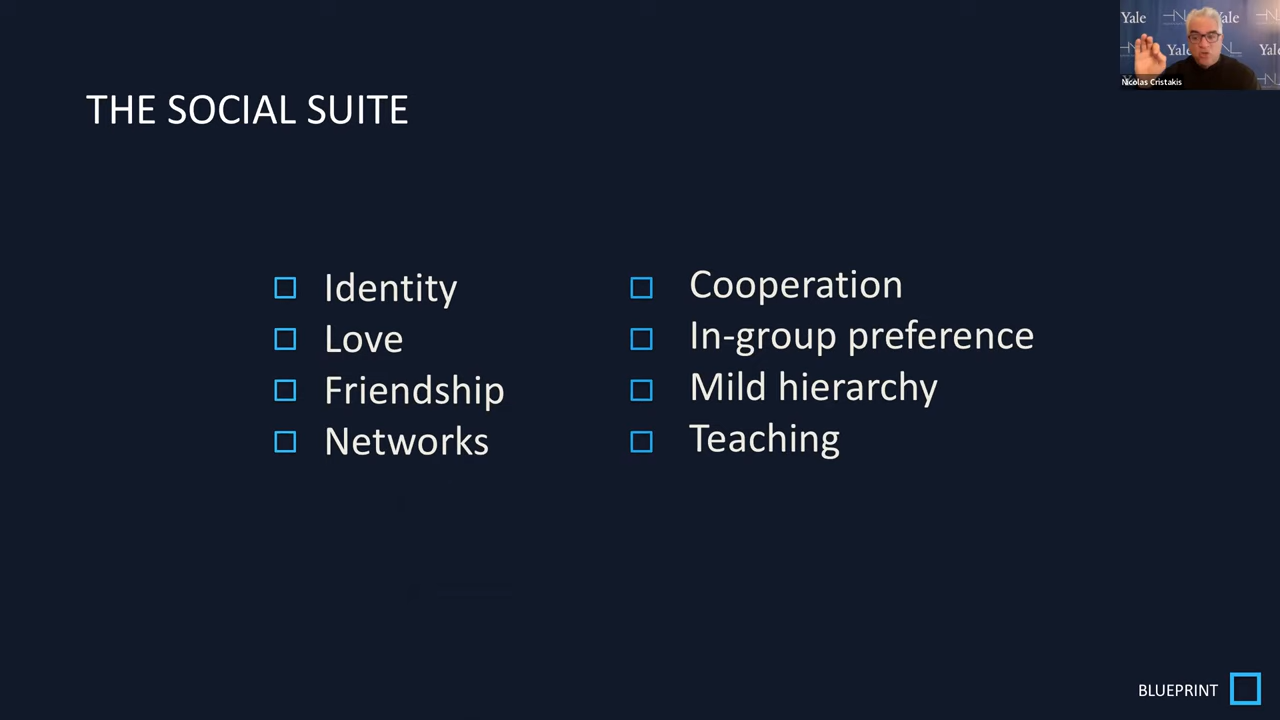 Yale
Yale
Yale
Yale
Nicolas Cristakis
THE SOCIAL SUITE
Identity
Love
Friendship
Networks
Cooperation
In-group preference
Mild hierarchy
Teaching
BLUEPRINT